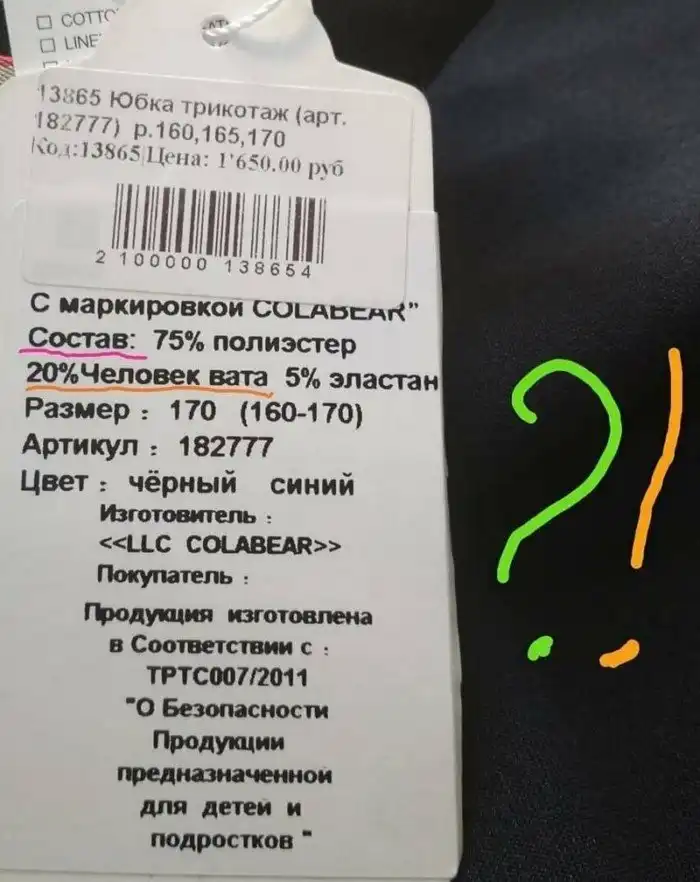 COTTO
LINE
13865 Юбка трикотаж (арт.
182777) р.160,165,170
Код:13865 Цена: 1'650.00 руб
2 100000 138654
С маркировкой COLABEAR"
Состав: 75% полиэстер
20%Человек вата 5% эластан
Размер : 170 (160-170)
Артикул : 182777
Цвет : чёрный синий
Изготовитель :
<<LLC COLABEAR>>
Покупатель :
Продукция изготовлена
в Соответствии с :
ТРТС007/2011
"О Безопасности
Продукции
предназначенной
для детей и
подростков "
?!